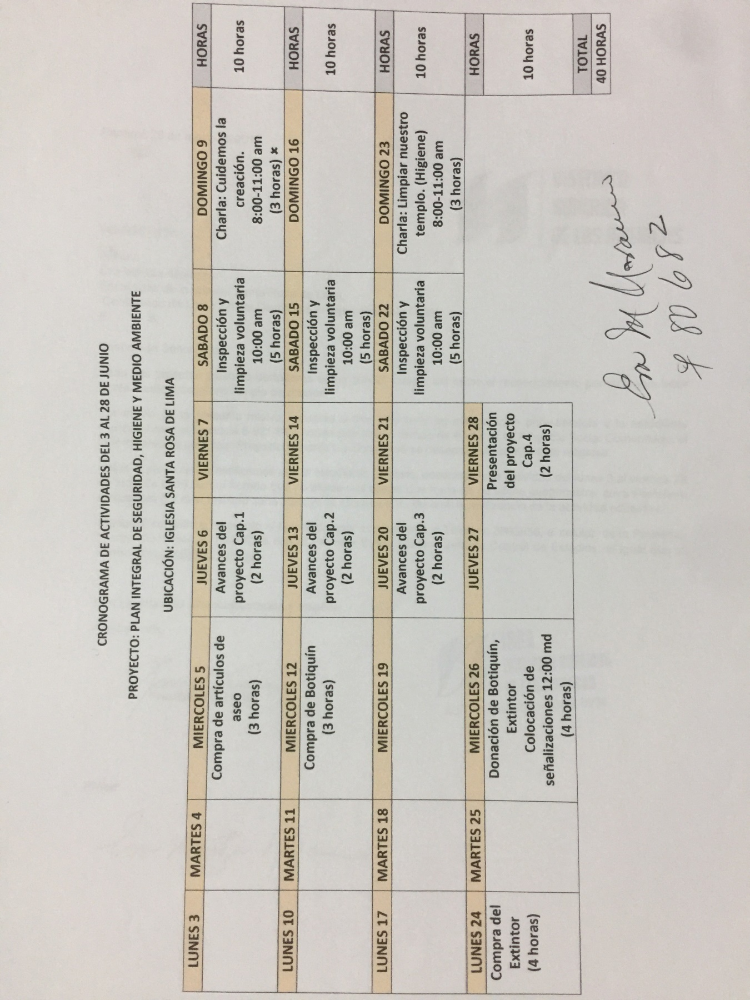 CRONOGRAMA DE ACTIVIDADES DEL 3 AL 28 DE JUNIO
PROYECTO: PLAN INTEGRAL DE SEGURIDAD, HIGIENE Y MEDIO AMBIENTE
UBICACIÓN: IGLESIA SANTA ROSA DE LIMA
LUNES 3
MARTES 4
MIERCOLES 5
JUEVES 6
VIERNES 7
SABADO 8
DOMINGO 9
HORAS
Compra de artículos de
aseo
(3 horas)
Avances del
proyecto Cap.1
(2 horas)
Inspección y
limpieza voluntaria
10:00 am
(5 horas)
Charla: Cuidemos la
creación.
8:00-11:00 am
(3 horas) ×
10 horas
LUNES 10
MARTES 11
MIERCOLES 12
JUEVES 13
VIERNES 14
SABADO 15
DOMINGO 16
HORAS
Compra de Botiquín
(3 horas)
Avances del
proyecto Cap.2
(2 horas)
Inspección y
limpieza voluntaria
10:00 am
(5 horas)
10 horas
LUNES 17
MARTES 18
MIERCOLES 19
JUEVES 20
VIERNES 21
SABADO 22
DOMINGO 23
HORAS
Avances del
proyecto Cap.3
(2 horas)
Inspección y
limpieza voluntaria
10:00 am
(5 horas)
Charla: Limpiar nuestro
templo. (Higiene)
8:00-11:00 am
(3 horas)
10 horas
LUNES 24
MARTES 25
MIERCOLES 26
JUEVES 27
VIERNES 28
HORAS
Compra del
Extintor
(4 horas)
Donación de Botiquín,
Extintor
Colocación de
señalizaciones 12:00 md
(4 horas)
Presentación
del proyecto
Cap.4
(2 horas)
10 horas
TOTAL
40 HORAS
80 682